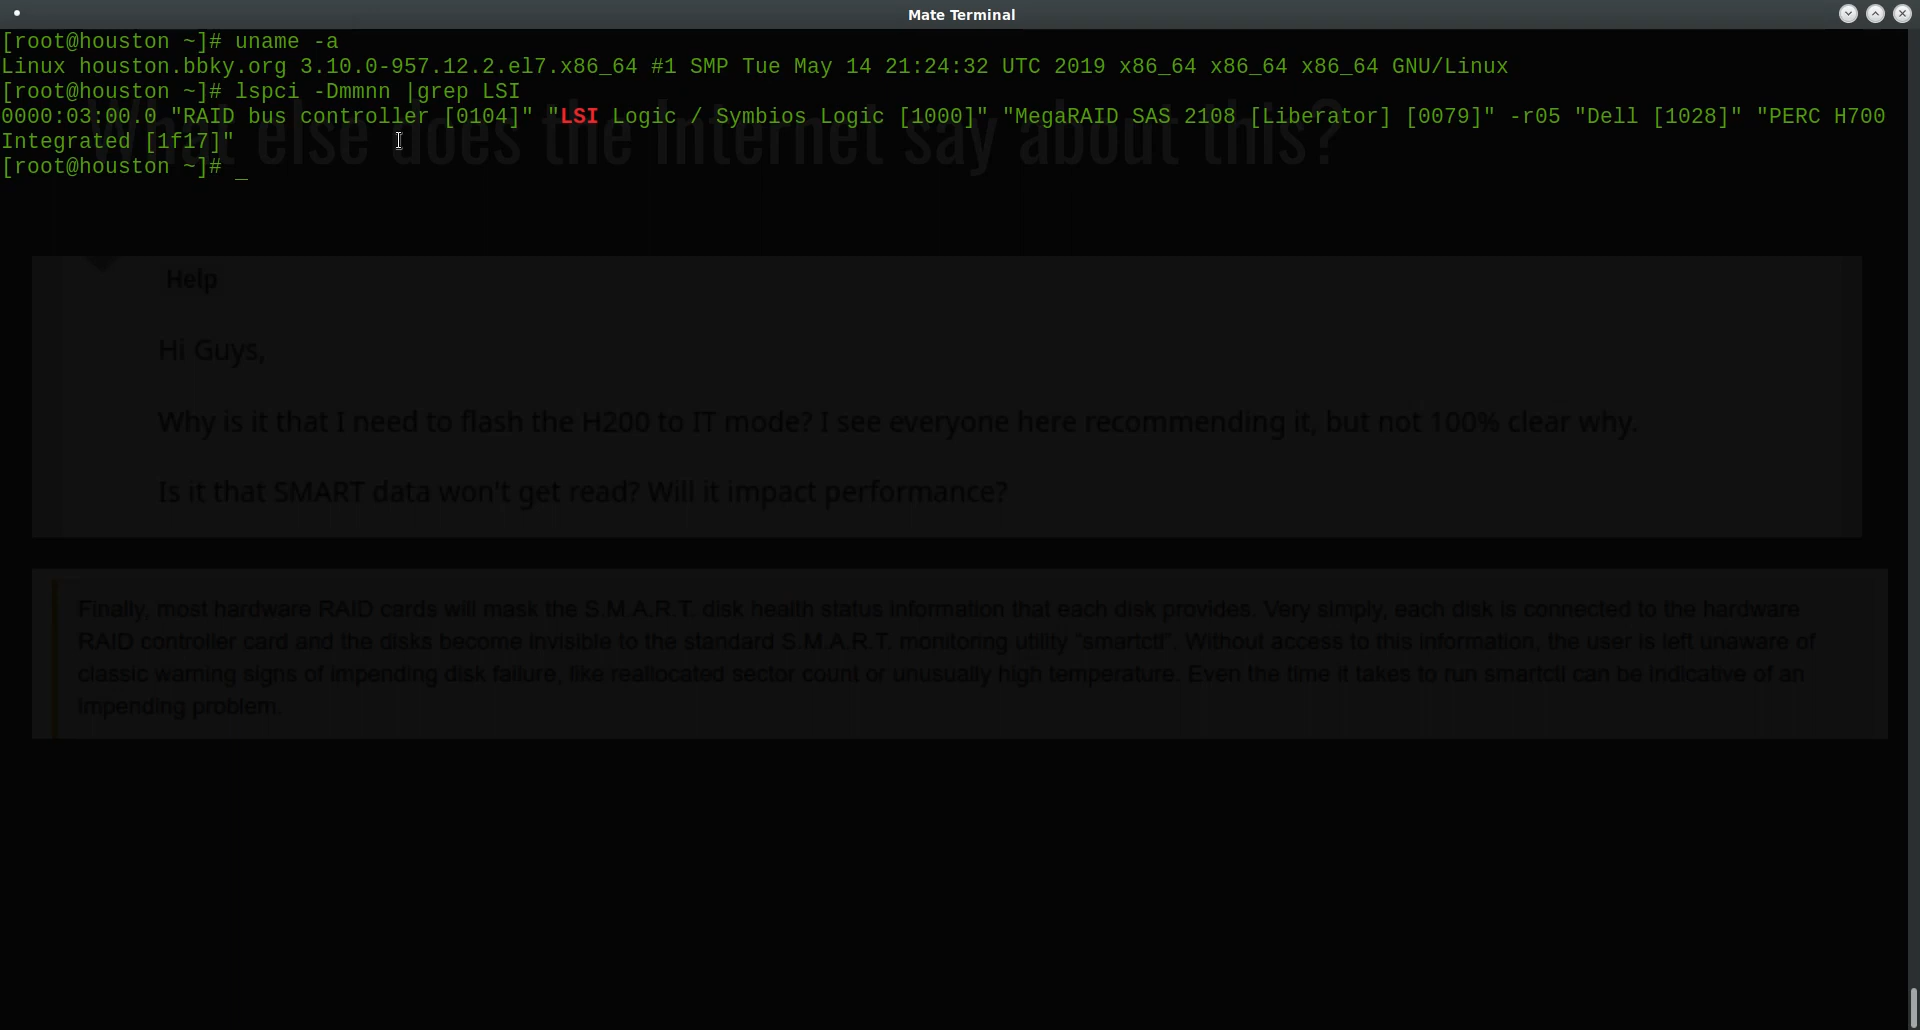 Mate Terminal
[root@houston ~]# uname -a
Linux houston.bbky.org 3.10.0-957.12.2.el7.x86_64 #1 SMP Tue May 14 21:24:32 UTC 2019 x86_64 x86_64 x86_64 GNU/Linux
[root@houston ~]# lspci -Dmmnn |grep LSI
0000:03:00.0 "RAID bus controller [0104]" "LSI Logic / Symbios Logic [1000]" "MegaRAID SAS 2108 [Liberator] [0079]" -r05 "Dell [1028]" "PERC H700
Integrated [1f17]"
[root@houston ~]# _
What else does the Internet say about this?
Help
Hi Guys,
Why is it that I need to flash the H200 to IT mode? I see everyone here recommending it, but not 100% clear why.
Is it that SMART data won't get read? Will it impact performance?
Finally, most hardware RAID cards will mask the S.M.A.R.T. disk health status information that each disk provides. Very simply, each disk is connected to the hardware
RAID controller card and the disks become invisible to the standard S.M.A.R.T. monitoring utility "smartctl". Without access to this information, the user is left unaware of
classic warning signs of impending disk failure, like reallocated sector count or unusually high temperature. Even the time it takes to run smartctl can be indicative of an
impending problem.